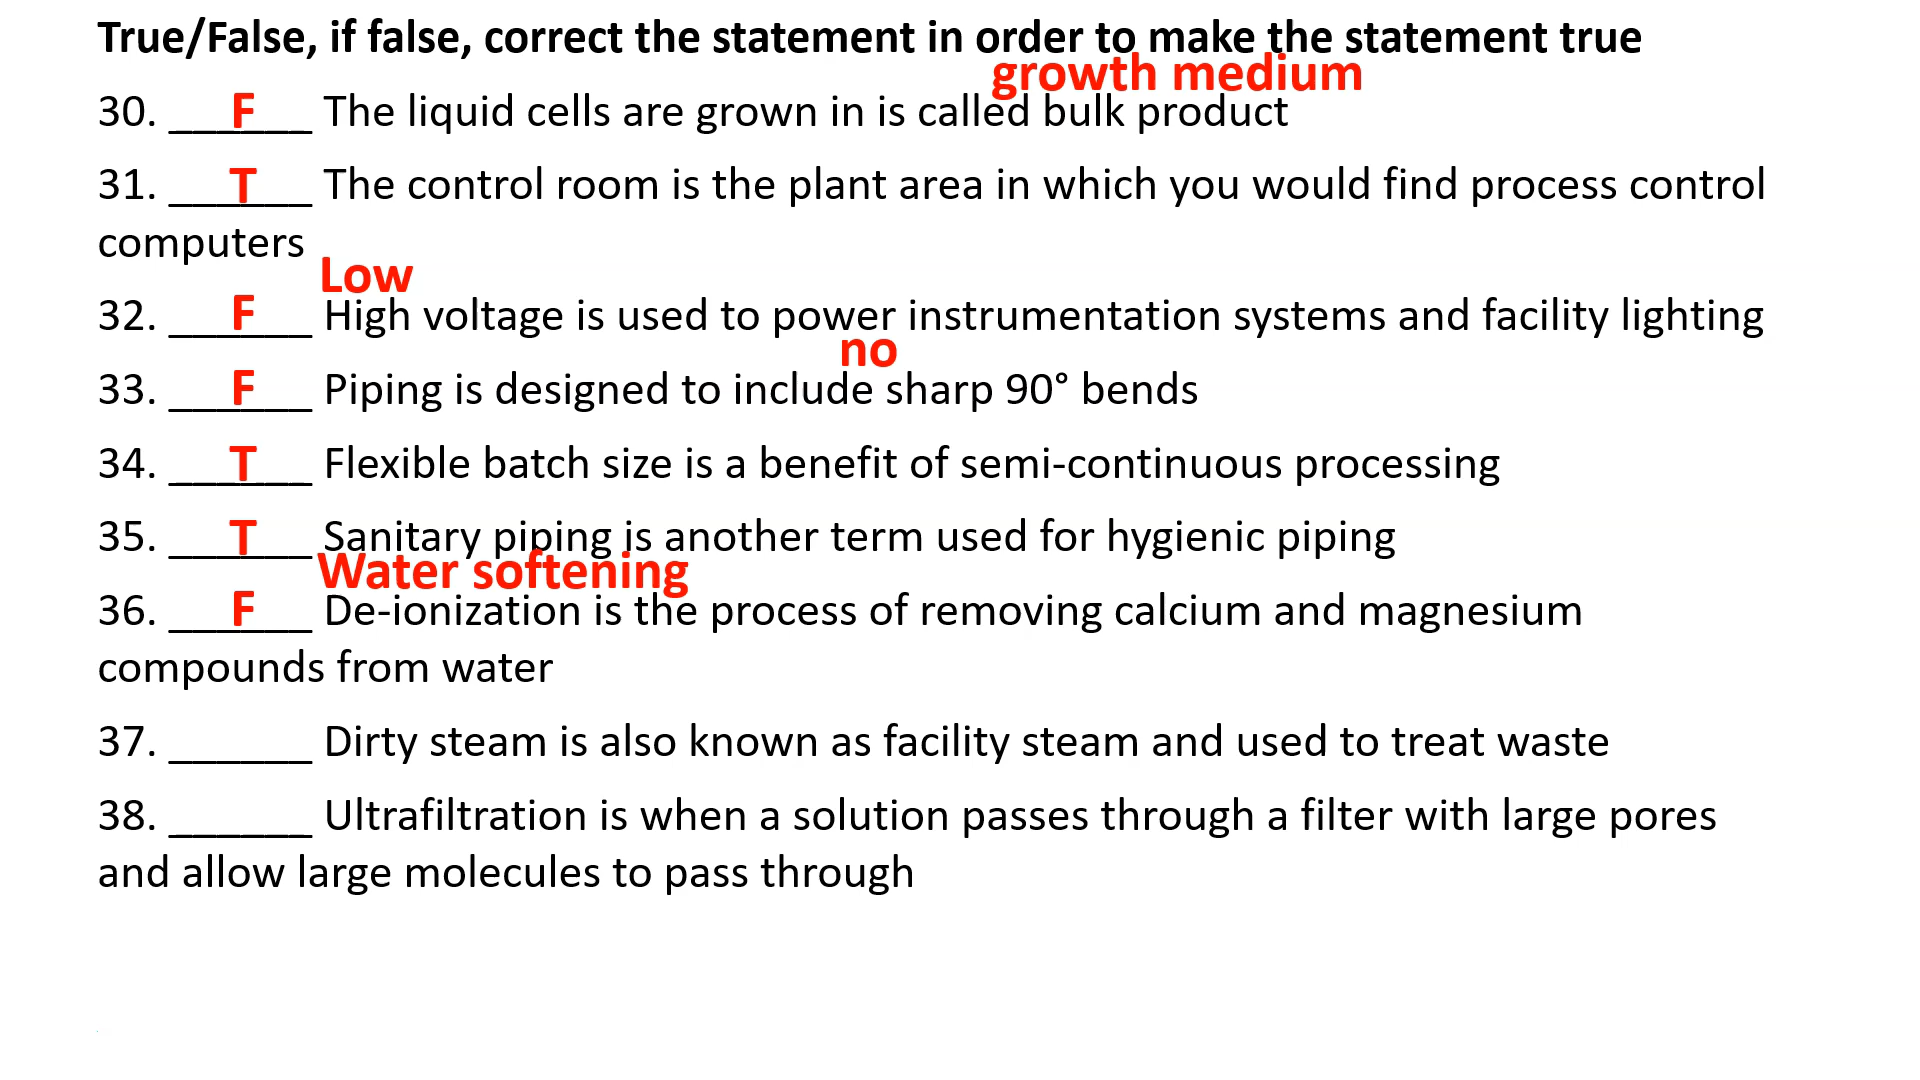 True/False, if false, correct the statement in order to make the statement true
growth medium
30. ______ F The liquid cells are grown in is called bulk product
31. ______ T The control room is the plant area in which you would find process control
computers
Low
32. ______ F High voltage is used to power instrumentation systems and facility lighting
no
33. ______ F Piping is designed to include sharp 90° bends
34. ______ T Flexible batch size is a benefit of semi-continuous processing
35. ______ T Sanitary piping is another term used for hygienic piping
Water softening
36. ______ F De-ionization is the process of removing calcium and magnesium
compounds from water
37. ______ Dirty steam is also known as facility steam and used to treat waste
38. ______ Ultrafiltration is when a solution passes through a filter with large pores
and allow large molecules to pass through